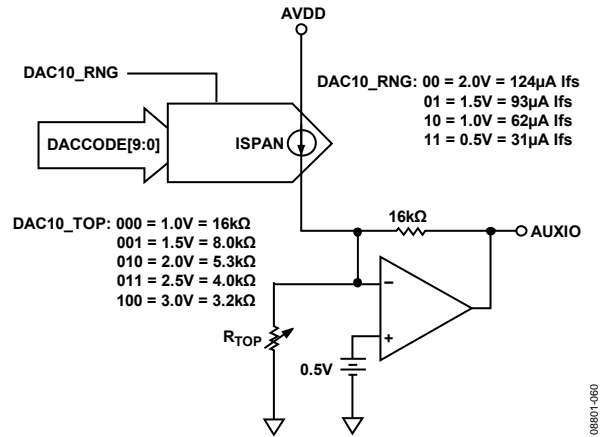 AVDD
DAC10_RNG
DAC10_RNG: 00 = 2.0V = 124µA Ifs
01 = 1.5V = 93µA Ifs
10 = 1.0V = 62µA Ifs
11 = 0.5V = 31µA Ifs
DACCODE[9:0]
ISPAN
DAC10_TOP: 000 = 1.0V = 16kΩ
001 = 1.5V = 8.0kΩ
010 = 2.0V = 5.3kΩ
011 = 2.5V = 4.0kΩ
100 = 3.0V = 3.2kΩ
16kΩ
AUXIO
−
+
RTOP
0.5V
08801-060